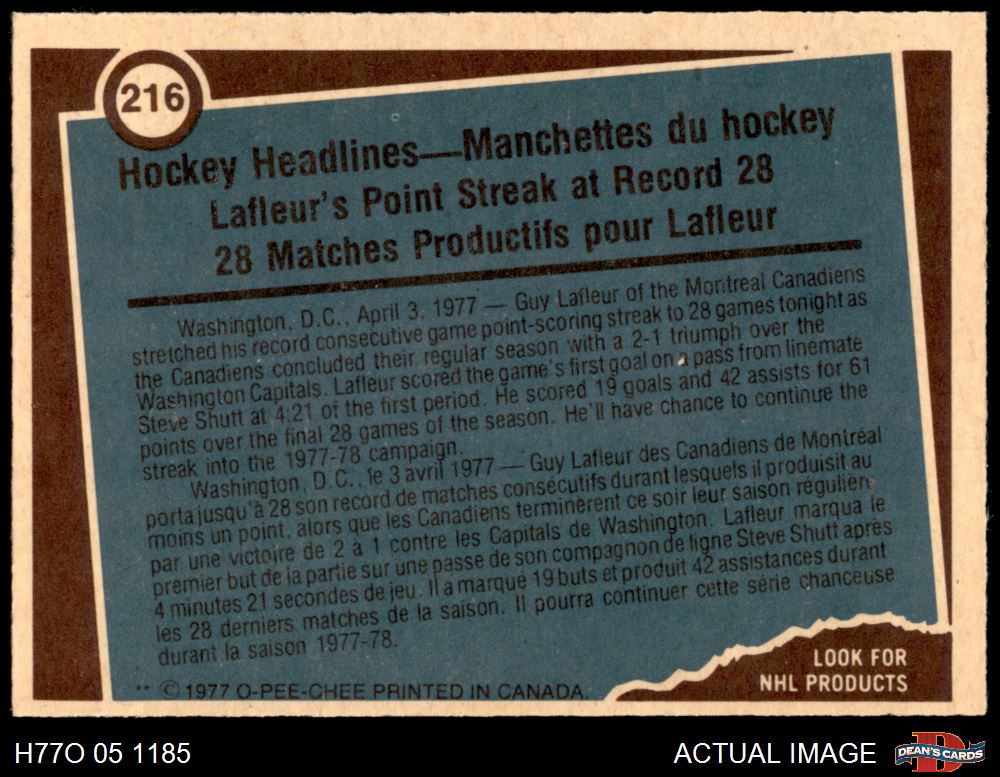 216
Hockey Headlines—Manchettes du hockey
Lafleur's Point Streak at Record 28
28 Matches Productifs pour Lafleur
Washington, D.C., April 3, 1977 — Guy Lafleur of the Montreal Canadiens
stretched his record consecutive game point-scoring streak to 28 games tonight as
the Canadiens concluded their regular season with a 2-1 triumph over the
Washington Capitals. Lafleur scored the game's first goal on a pass from linemate
Steve Shutt at 4:21 of the first period. He scored 19 goals and 42 assists for 61
points over the final 28 games of the season. He'll have chance to continue the
streak into the 1977-78 campaign.
Washington, D.C., le 3 avril 1977 — Guy Lafleur des Canadiens de Montréal
porta jusqu'à 28 son record de matches consécutifs durant lesquels il produisit au
moins un point, alors que les Canadiens terminèrent ce soir leur saison régulière
par une victoire de 2 à 1 contre les Capitals de Washington. Lafleur marqua le
premier but de la partie sur une passe de son compagnon de ligne Steve Shutt après
4 minutes 21 secondes de jeu. Il a marqué 19 buts et produit 42 assistances durant
les 28 derniers matches de la saison. Il pourra continuer cette série chanceuse
durant la saison 1977-78.
** © 1977 O-PEE-CHEE PRINTED IN CANADA.
LOOK FOR
NHL PRODUCTS
H77O 05 1185
ACTUAL IMAGE
D
DEAN'S CARDS